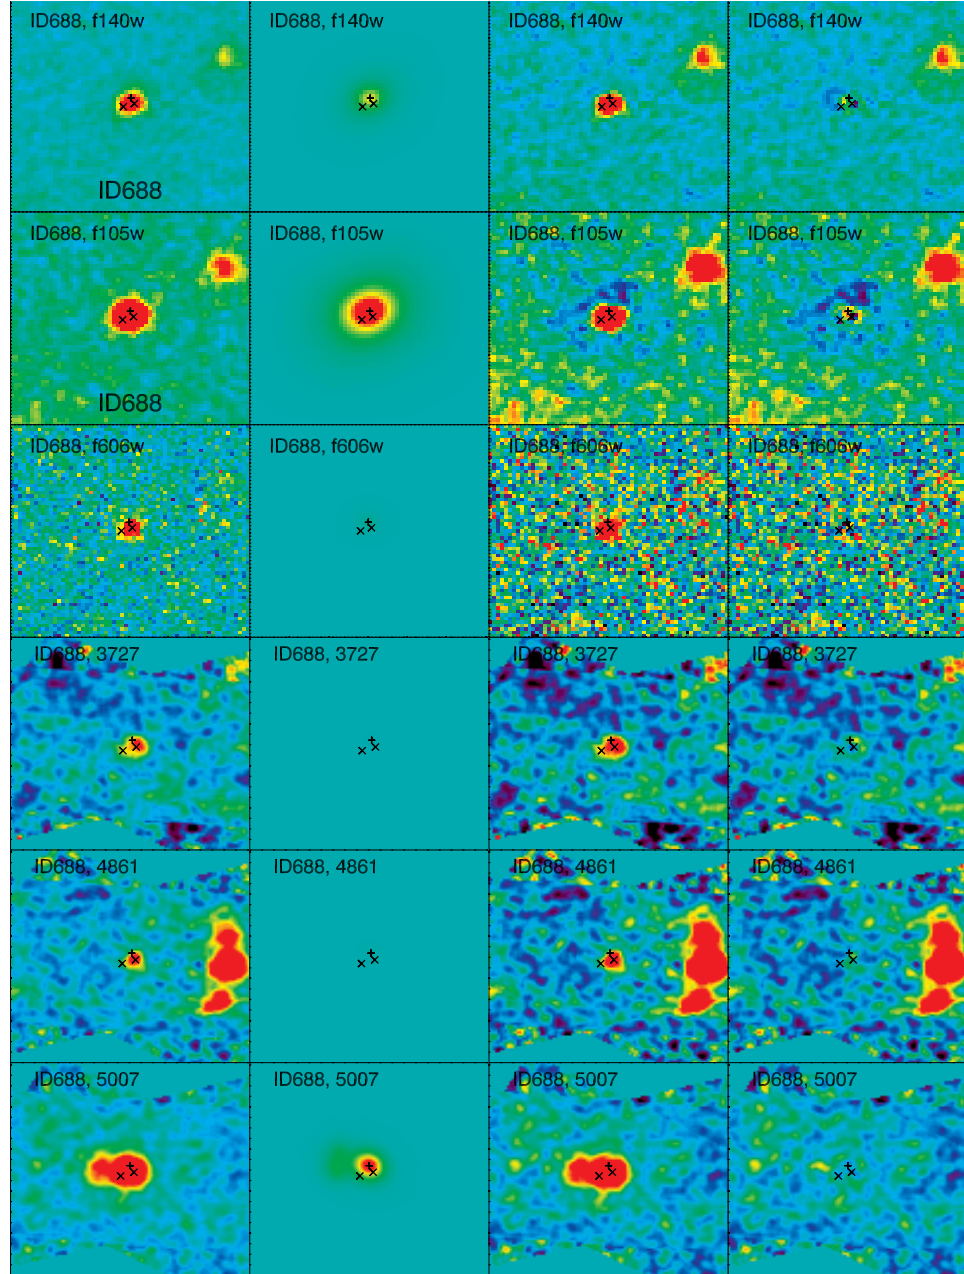 ID688, f140w ID688, f140w ID688, f140w ID688, f140w
ID688
ID688, f105w ID688, f105w ID688, f105w ID688, f105w
ID688
ID688, f606w ID688, f606w ID688, f606w ID688, f606w
ID688, 3727 ID688, 3727 ID688, 3727 ID688, 3727
ID688, 4861 ID688, 4861 ID688, 4861 ID688, 4861
ID688, 5007 ID688, 5007 ID688, 5007 ID688, 5007